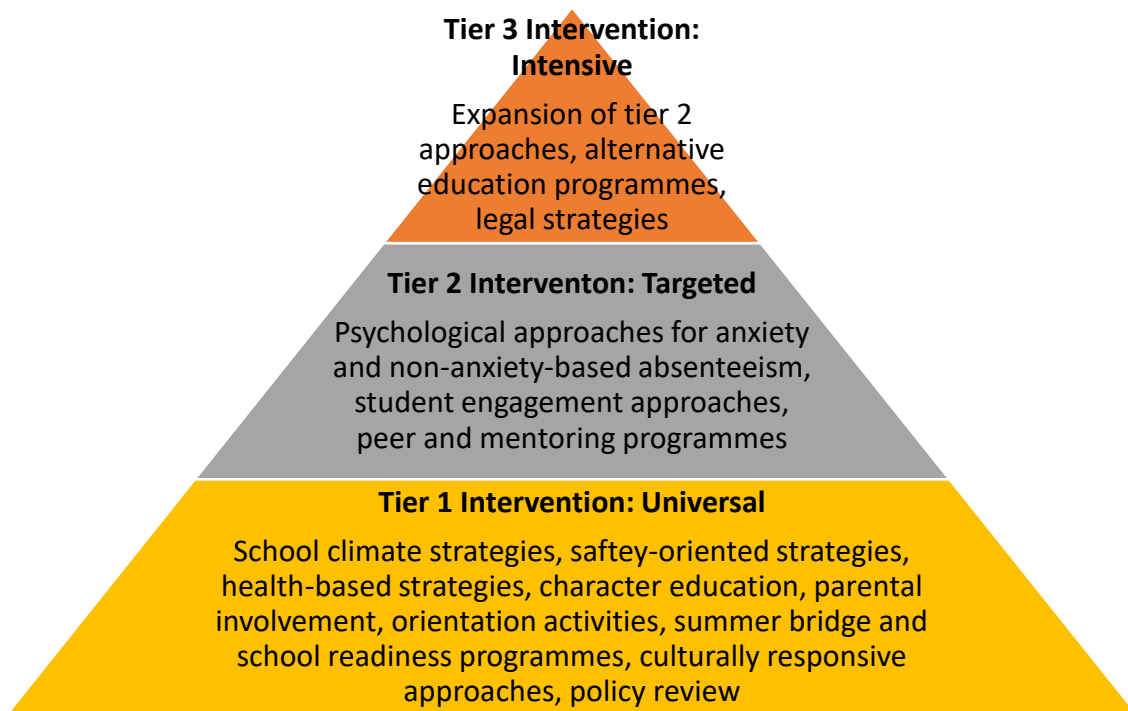 Tier 3 Intervention:
Intensive
Expansion of tier 2
approaches, alternative
education programmes,
legal strategies
Tier 2 Interventon: Targeted
Psychological approaches for anxiety
and non-anxiety-based absenteeism,
student engagement approaches,
peer and mentoring programmes
Tier 1 Intervention: Universal
School climate strategies, saftey-oriented strategies,
health-based strategies, character education, parental
involvement, orientation activities, summer bridge and
school readiness programmes, culturally responsive
approaches, policy review